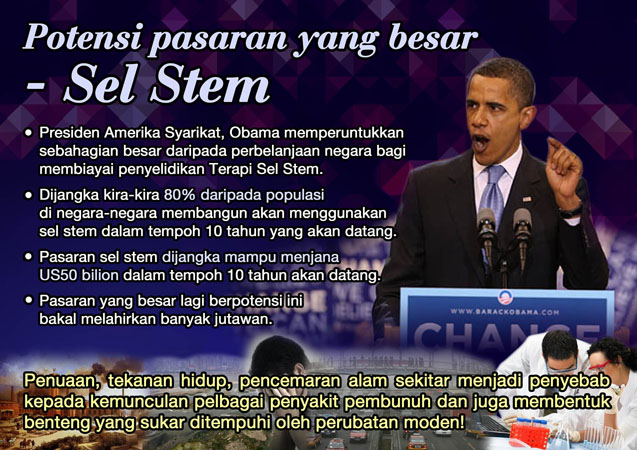 Potensi pasaran yang besar
- Sel Stem
• Presiden Amerika Syarikat, Obama memperuntukkan
sebahagian besar daripada perbelanjaan negara bagi
membiayai penyelidikan Terapi Sel Stem.
• Dijangka kira-kira 80% daripada populasi
di negara-negara membangun akan menggunakan
sel stem dalam tempoh 10 tahun yang akan datang.
• Pasaran sel stem dijangka mampu menjana
US50 bilion dalam tempoh 10 tahun akan datang.
• Pasaran yang besar lagi berpotensi ini
bakal melahirkan banyak jutawan.
WWW.BARACKOBAMA.COM
CHANGE
Penuaan, tekanan hidup, pencemaran alam sekitar menjadi penyebab
kepada kemunculan pelbagai penyakit pembunuh dan juga membentuk
benteng yang sukar ditempuhi oleh perubatan moden!